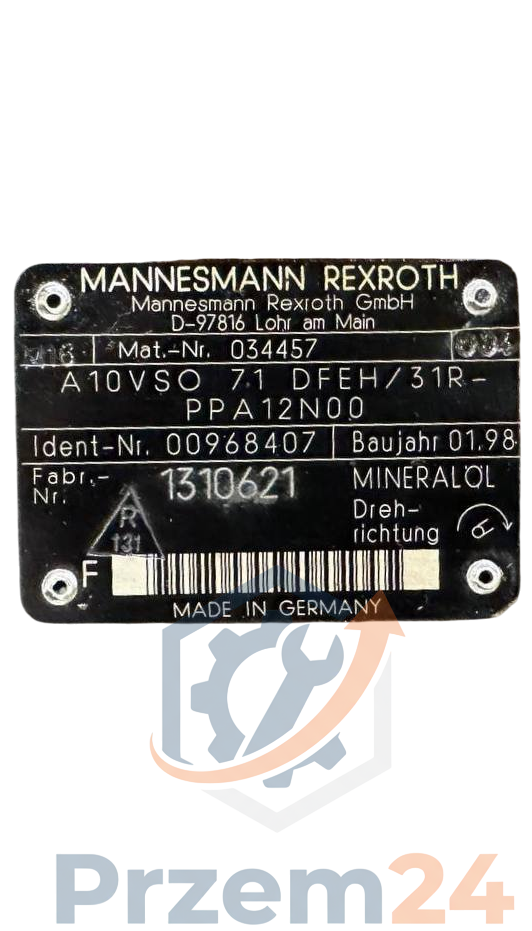 MANNESMANN REXROTH
Mannesmann Rexroth GmbH
D-97816 Lohr am Main
Mat.-Nr. 034457
A10VSO 71 DFEH/31R-
PPA12N00
Ident-Nr. 00968407 Baujahr 01.98
Fabr.-
Nr. 1310621 MINERALÖL
Dreh-
richtung
R
131
F
MADE IN GERMANY
Przem24